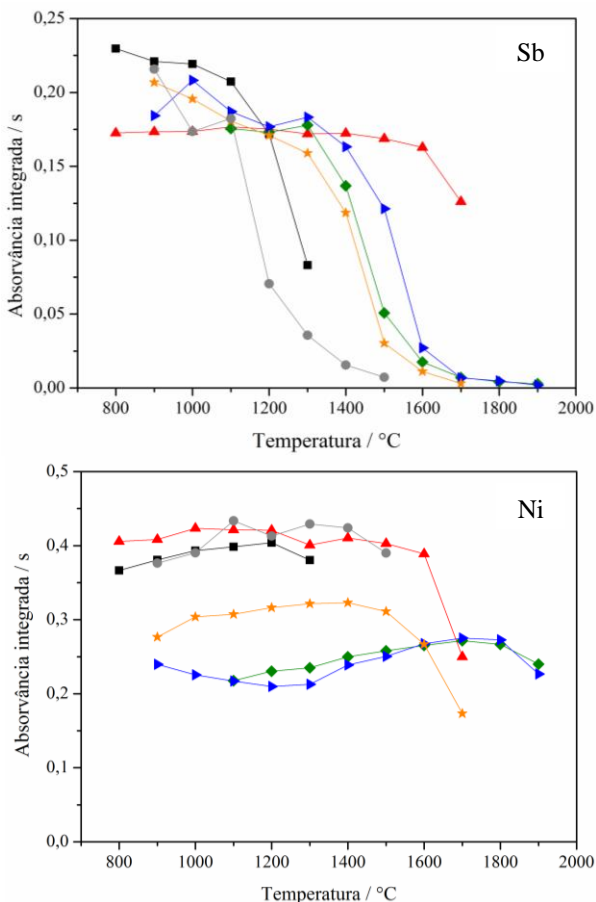 0,25
Sb
0,20
0,15
0,10
0,05
0,00
Absorvância integrada / s
800 1000 1200 1400 1600 1800 2000
Temperatura / °C
0,5
Ni
0,4
0,3
0,2
0,1
0,0
Absorvância integrada / s
800 1000 1200 1400 1600 1800 2000
Temperatura / °C